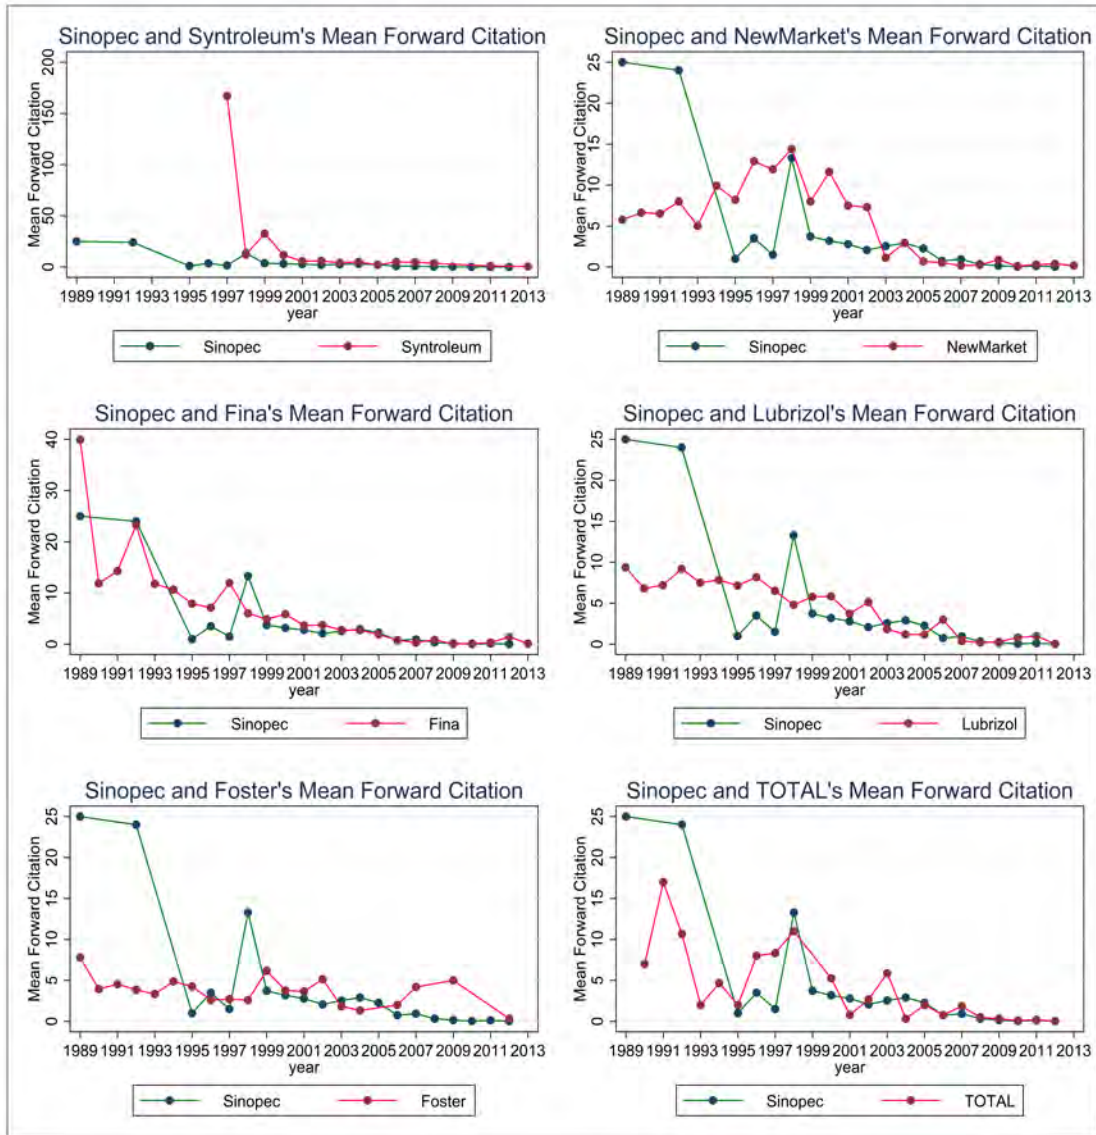 Sinopec and Syntroleum's Mean Forward Citation
Mean Forward Citation
200
150
100
50
0
1989 1991 1993 1995 1997 1999 2001 2003 2005 2007 2009 2011 2013
year
Sinopec Syntroleum
Sinopec and NewMarket's Mean Forward Citation
Mean Forward Citation
25
20
15
10
5
0
1989 1991 1993 1995 1997 1999 2001 2003 2005 2007 2009 2011 2013
year
Sinopec NewMarket
Sinopec and Fina's Mean Forward Citation
Mean Forward Citation
40
30
20
10
0
1989 1991 1993 1995 1997 1999 2001 2003 2005 2007 2009 2011 2013
year
Sinopec Fina
Sinopec and Lubrizol's Mean Forward Citation
Mean Forward Citation
25
20
15
10
5
0
1989 1991 1993 1995 1997 1999 2001 2003 2005 2007 2009 2011 2013
year
Sinopec Lubrizol
Sinopec and Foster's Mean Forward Citation
Mean Forward Citation
25
20
15
10
5
0
1989 1991 1993 1995 1997 1999 2001 2003 2005 2007 2009 2011 2013
year
Sinopec Foster
Sinopec and TOTAL's Mean Forward Citation
Mean Forward Citation
25
20
15
10
5
0
1989 1991 1993 1995 1997 1999 2001 2003 2005 2007 2009 2011 2013
year
Sinopec TOTAL